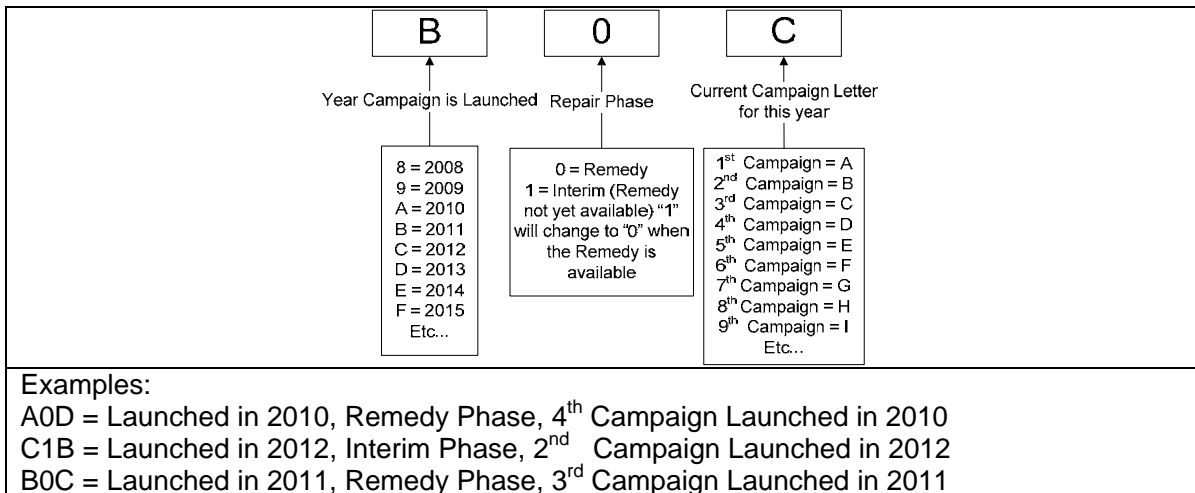 B 0 C
Year Campaign is Launched
Repair Phase
Current Campaign Letter
for this year
8 = 2008
9 = 2009
A = 2010
B = 2011
C = 2012
D = 2013
E = 2014
F = 2015
Etc...
0 = Remedy
1 = Interim (Remedy
not yet available) “1”
will change to “0” when
the Remedy is
available
1st Campaign = A
2nd Campaign = B
3rd Campaign = C
4th Campaign = D
5th Campaign = E
6th Campaign = F
7th Campaign = G
8th Campaign = H
9th Campaign = I
Etc...
Examples:
A0D = Launched in 2010, Remedy Phase, 4th Campaign Launched in 2010
C1B = Launched in 2012, Interim Phase, 2nd Campaign Launched in 2012
B0C = Launched in 2011, Remedy Phase, 3rd Campaign Launched in 2011